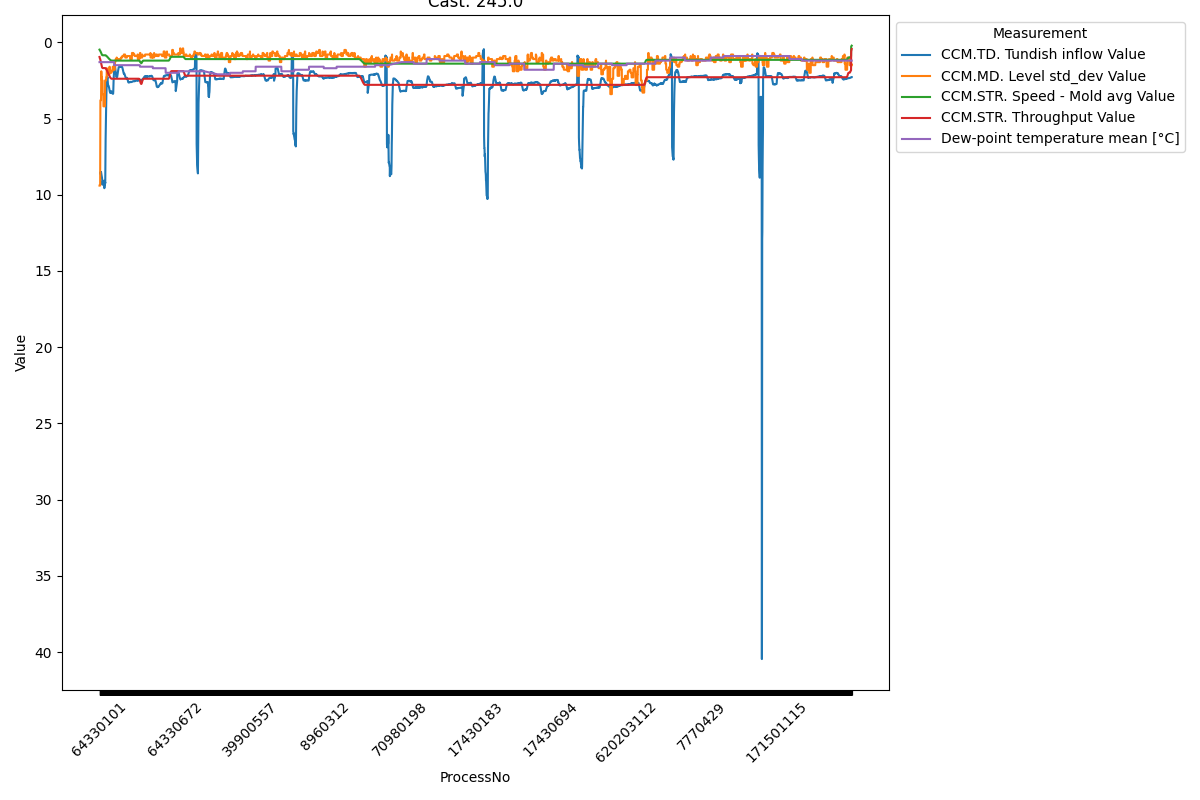 Cast: 245.0
Measurement
CCM.TD. Tundish inflow Value
CCM.MD. Level std_dev Value
CCM.STR. Speed - Mold avg Value
CCM.STR. Throughput Value
Dew-point temperature mean [°C]
Value
0
5
10
15
20
25
30
35
40
64330101
64330672
39900557
8960312
70980198
17430183
17430694
620203112
7770429
171501115
ProcessNo